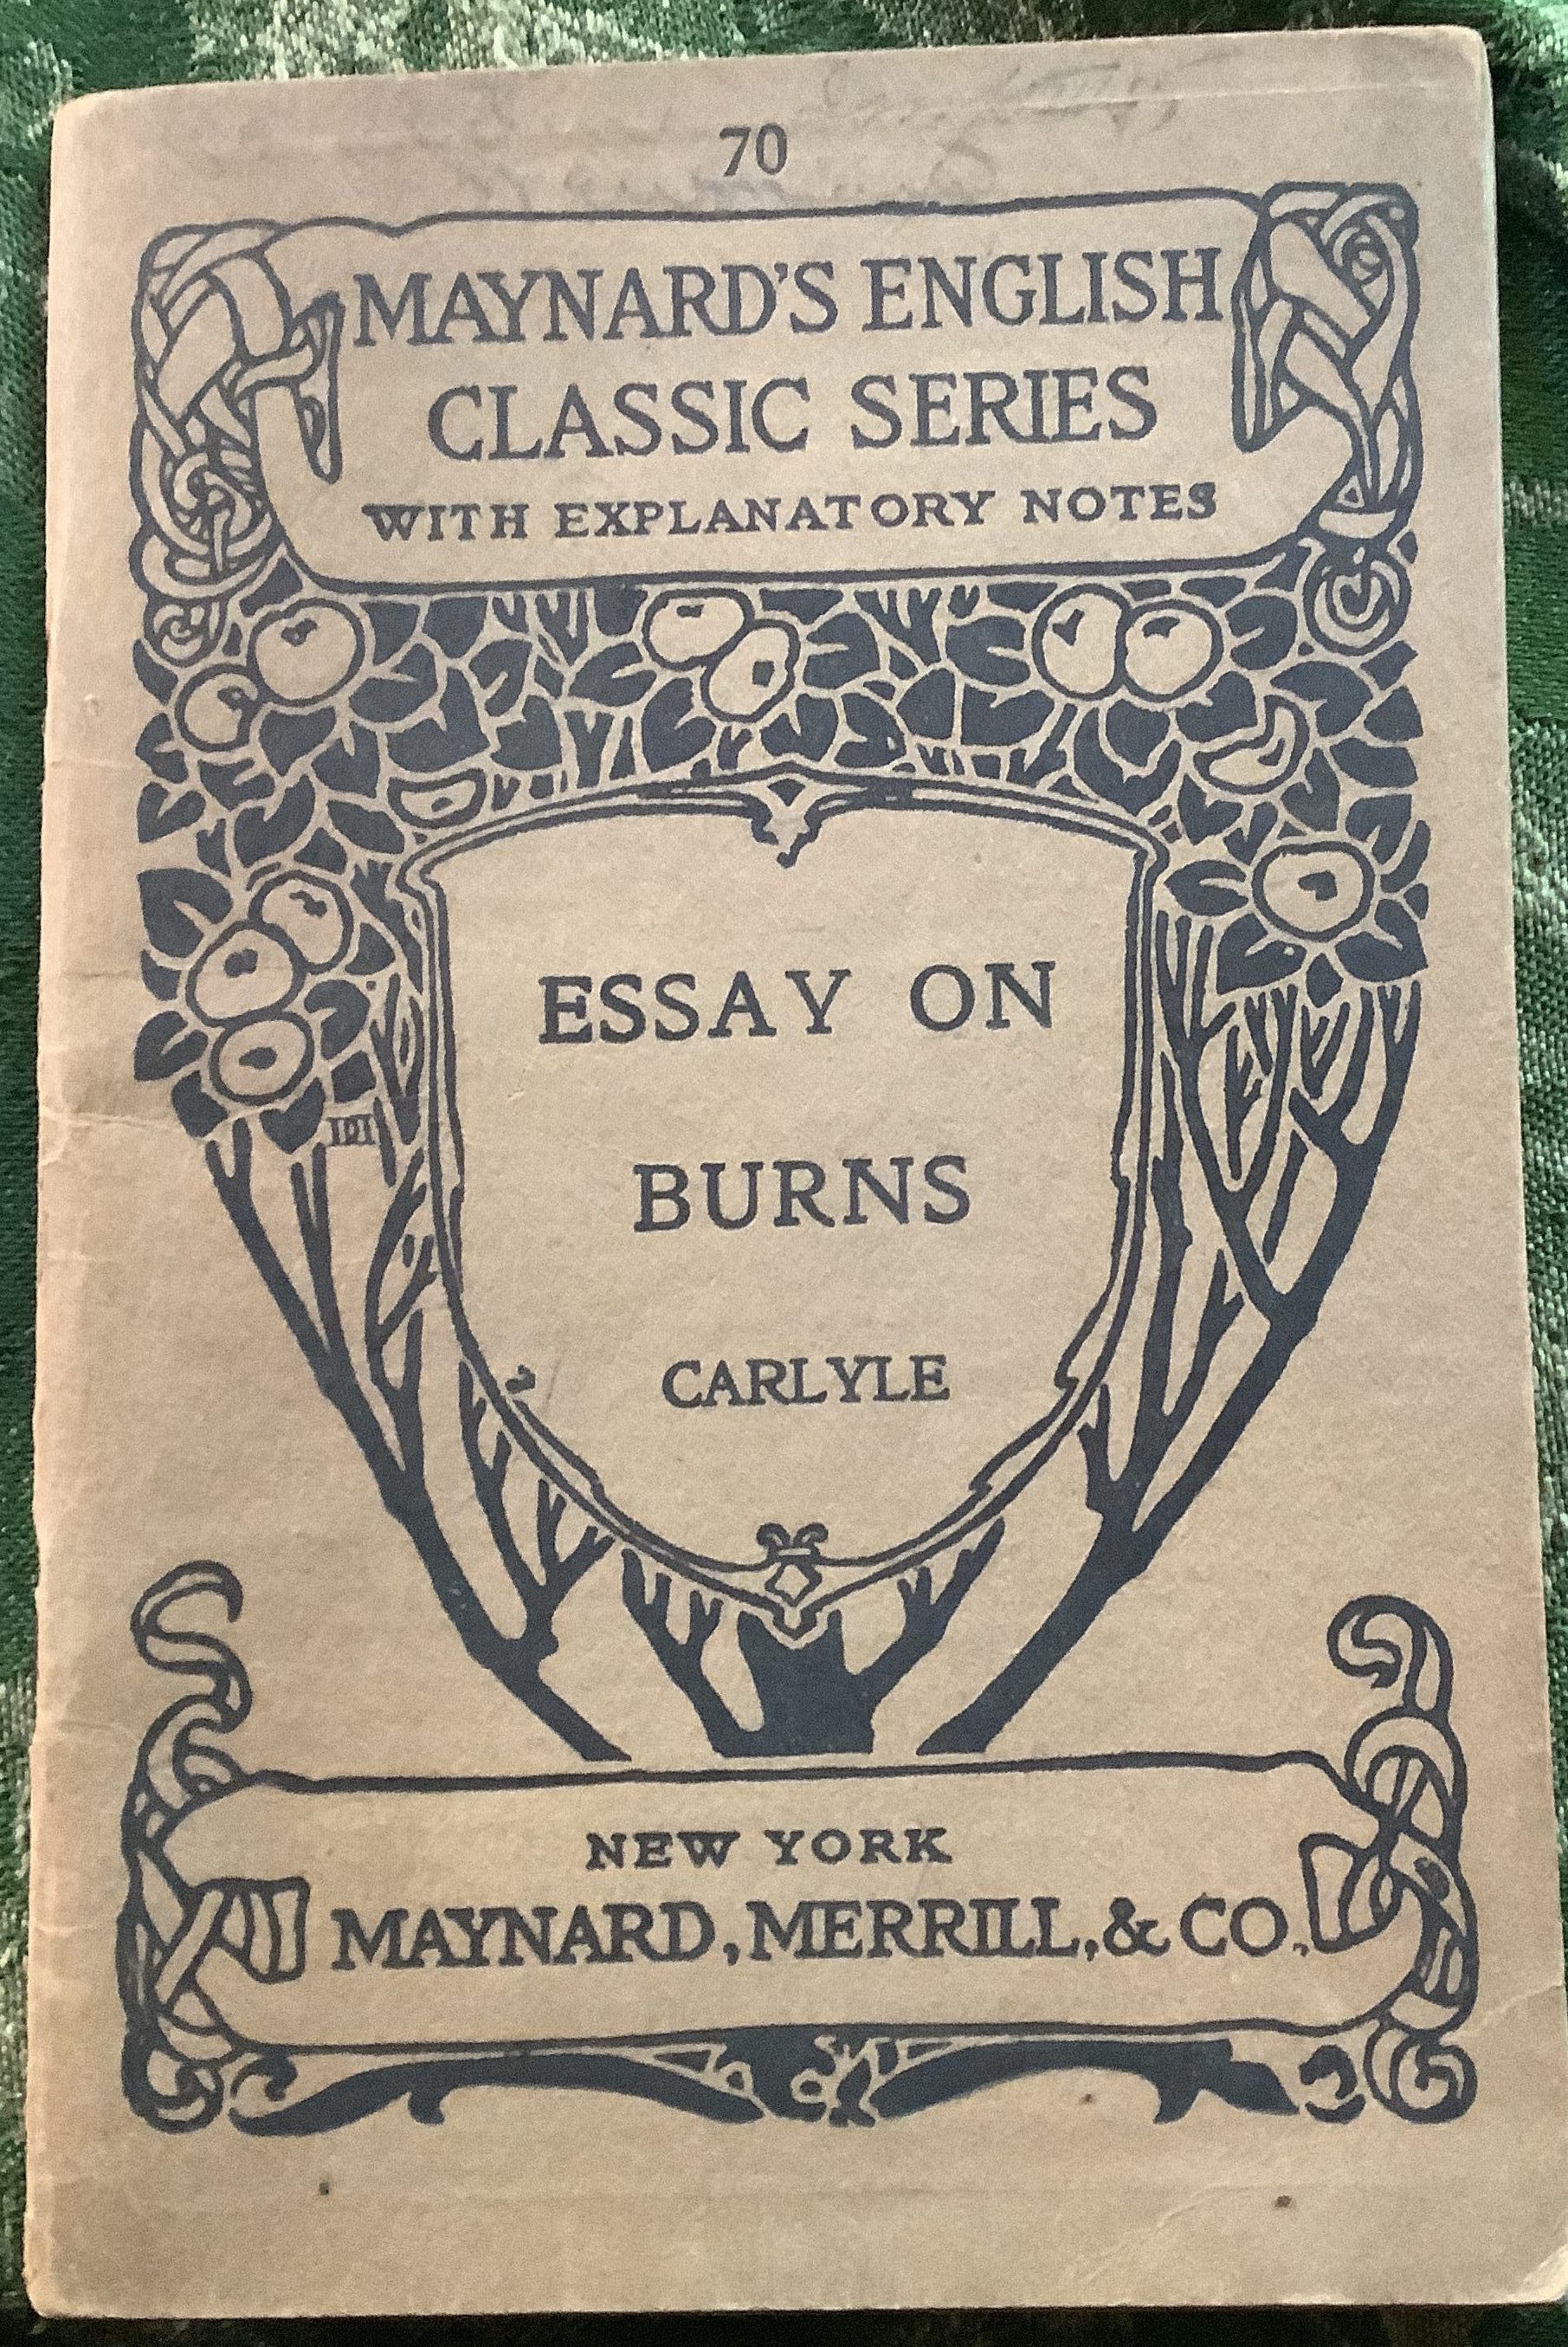 70
MAYNARD'S ENGLISH
CLASSIC SERIES
WITH EXPLANATORY NOTES
ESSAY ON
BURNS
CARLYLE
NEW YORK
MAYNARD, MERRILL, & CO.,